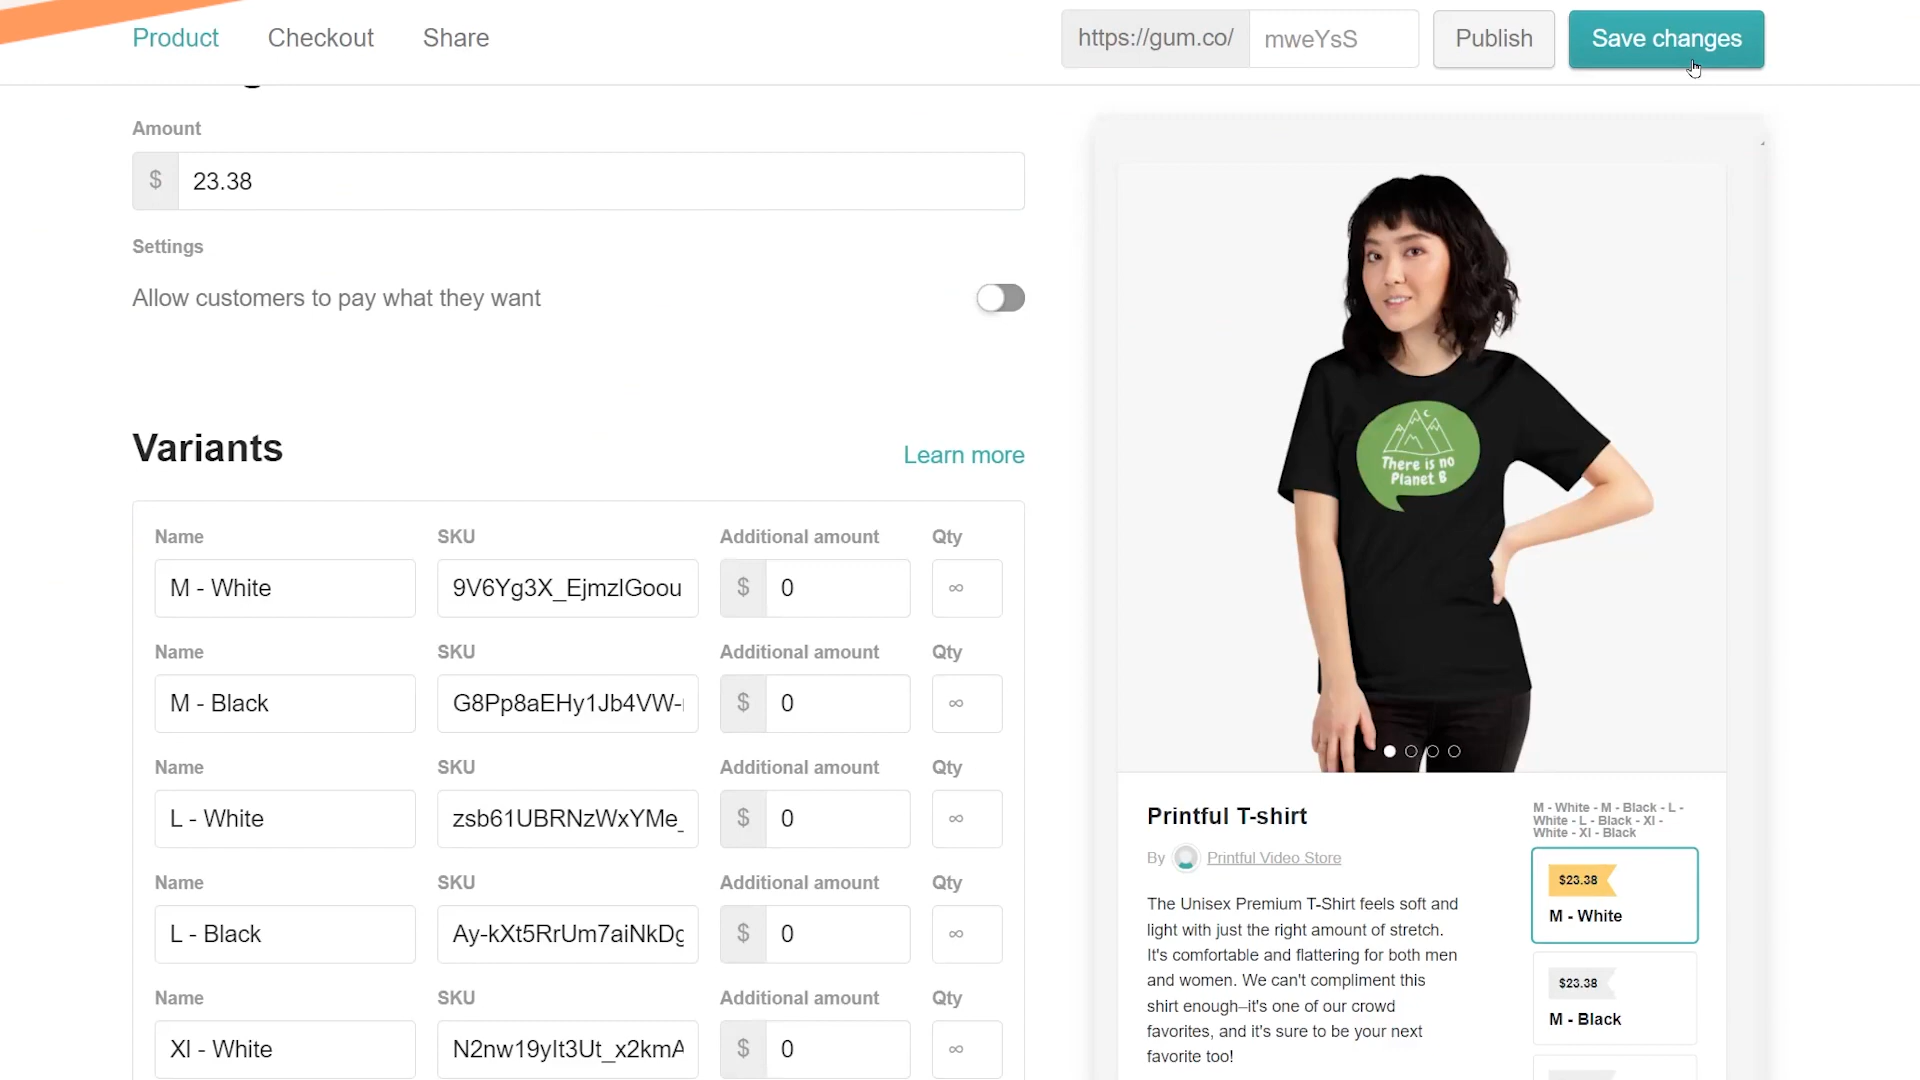 Product Checkout Share https://gum.co/ mweYsS Publish Save changes
Amount
$ 23.38
Settings
Allow customers to pay what they want
Variants Learn more
Name SKU Additional amount Qty
M - White 9V6Yg3X_EjmzlGoou $ 0 ∞
Name SKU Additional amount Qty
M - Black G8Pp8aEHy1Jb4VW- $ 0 ∞
Name SKU Additional amount Qty
L - White zsb61UBRNzWxYMe_ $ 0 ∞
Name SKU Additional amount Qty
L - Black Ay-kXt5RrUm7aiNkDg $ 0 ∞
Name SKU Additional amount Qty
Xl - White N2nw19ylt3Ut_x2kmA $ 0 ∞
There is no
Planet B
Printful T-shirt
By Printful Video Store
The Unisex Premium T-Shirt feels soft and
light with just the right amount of stretch.
It's comfortable and flattering for both men
and women. We can't compliment this
shirt enough–it's one of our crowd
favorites, and it's sure to be your next
favorite too!
M - White - M - Black - L -
White - L - Black - Xl -
White - Xl - Black
$23.38
M - White
$23.38
M - Black